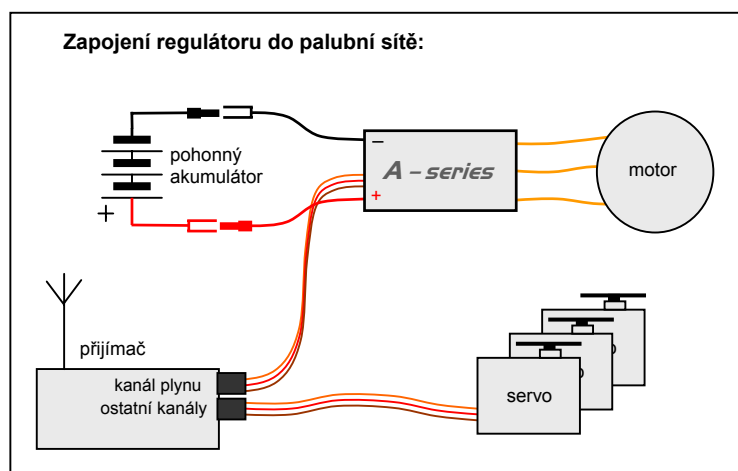 Zapojení regulátoru do palubní sítě:
pohonný
akumulátor
+
−
A – series
+
motor
přijímač
kanál plynu
ostatní kanály
servo